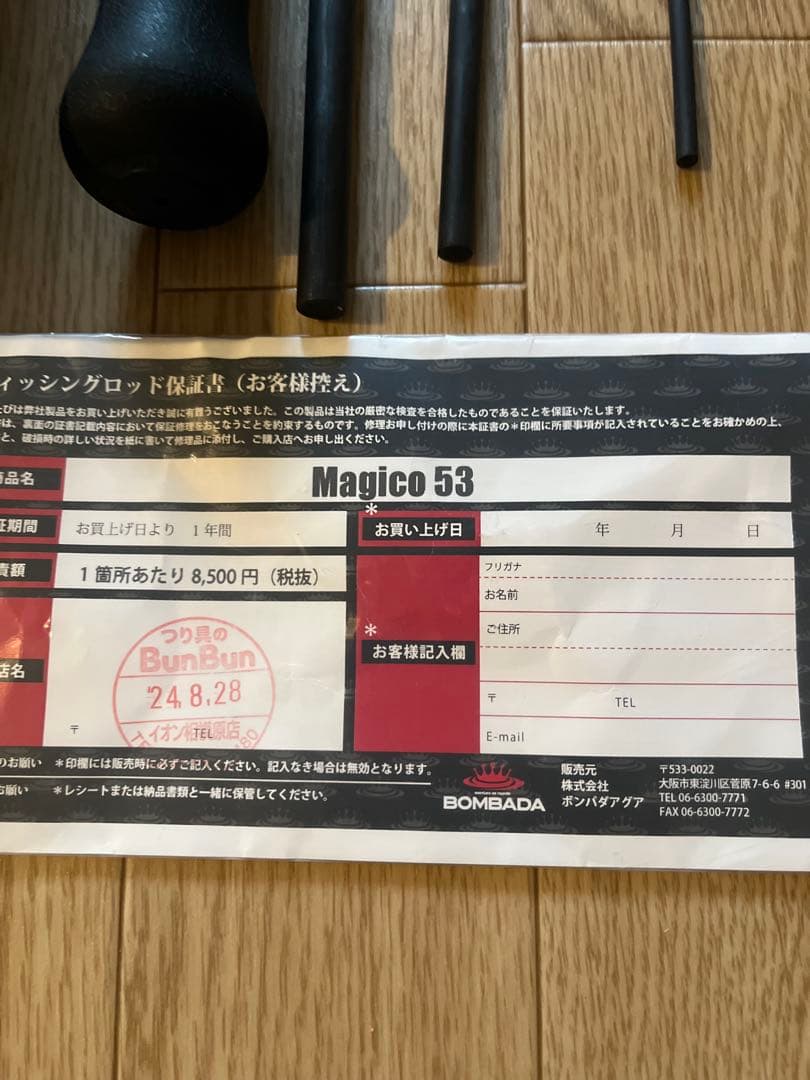 ィッシングロッド保証書（お客様控え）
びは弊社製品をお買い上げいただき誠に有難うございました。この製品は当社の厳密な検査を合格したものであることを保証いたします。
は、裏面の証書記載内容において保証修理をおこなうことを約束するものです。修理お申し付けの際に本証書の＊印欄に所要事項が記入されていることをお確かめの上、
と、破損時の詳しい状況を紙に書いて修理品に添付し、ご購入店へお申し出ください。
品名
Magico 53
証期間
お買上げ日より 1年間
＊
お買い上げ日
年 月 日
責額
1箇所あたり 8,500円（税抜）
フリガナ
お名前
＊
お客様記入欄
ご住所
〒 TEL
E-mail
店名
つり具の
BunBun
'24.8.28
イオン相模原店
〒 TEL
のお願い ＊印欄には販売時に必ずご記入ください。記入なき場合は無効となります。
お願い ＊レシートまたは納品書類と一緒に保管してください。
BOMBADA
販売元
株式会社
ボンバダアグア
〒533-0022
大阪市東淀川区菅原7-6-6 #301
TEL 06-6300-7771
FAX 06-6300-7772